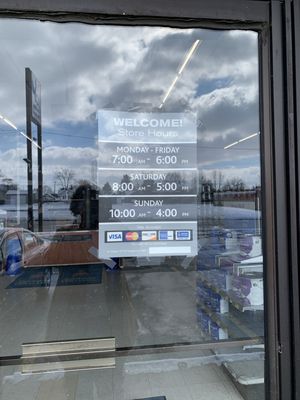 WELCOME!
Store Hours
MONDAY - FRIDAY
7:00 AM - 6:00 PM
SATURDAY
8:00 AM - 5:00 PM
SUNDAY
10:00 AM - 4:00 PM
VISA